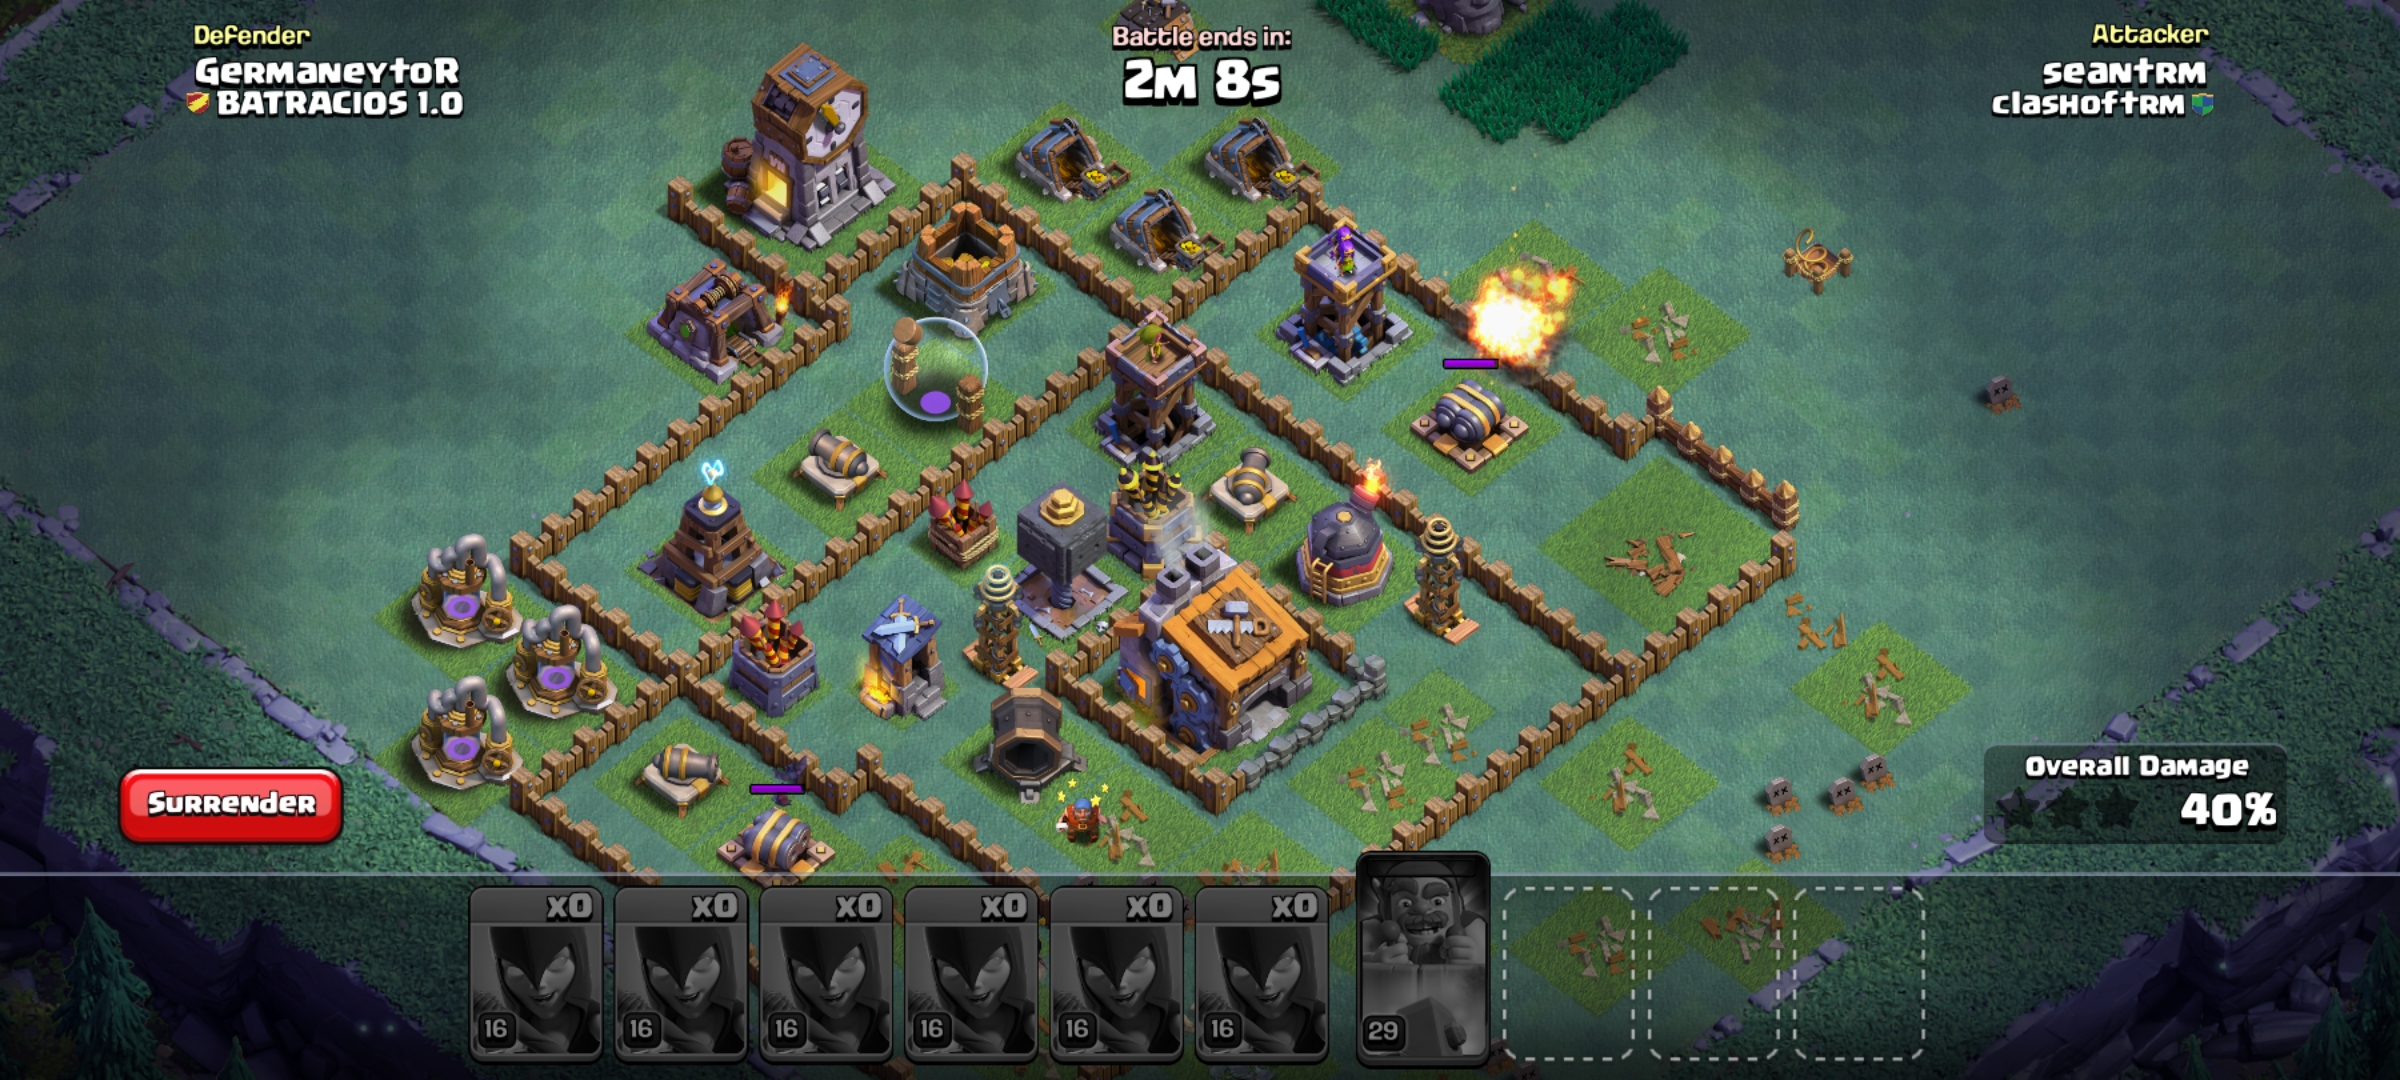 Defender
GERMANEYtoR
BATRACIOS 1.0
Battle ends in:
2M 8s
Attacker
seantRM
clashoftRM
Surrender
Overall Damage
40%
x0
x0
x0
x0
x0
x0
16
16
16
16
16
16
29